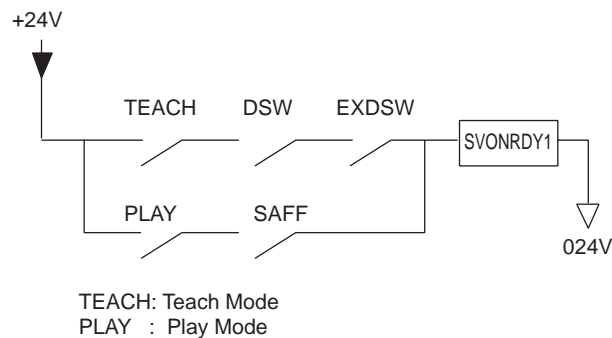 +24V
TEACH DSW EXDSW
SVONRDY1
PLAY SAFF
024V
TEACH: Teach Mode
PLAY : Play Mode